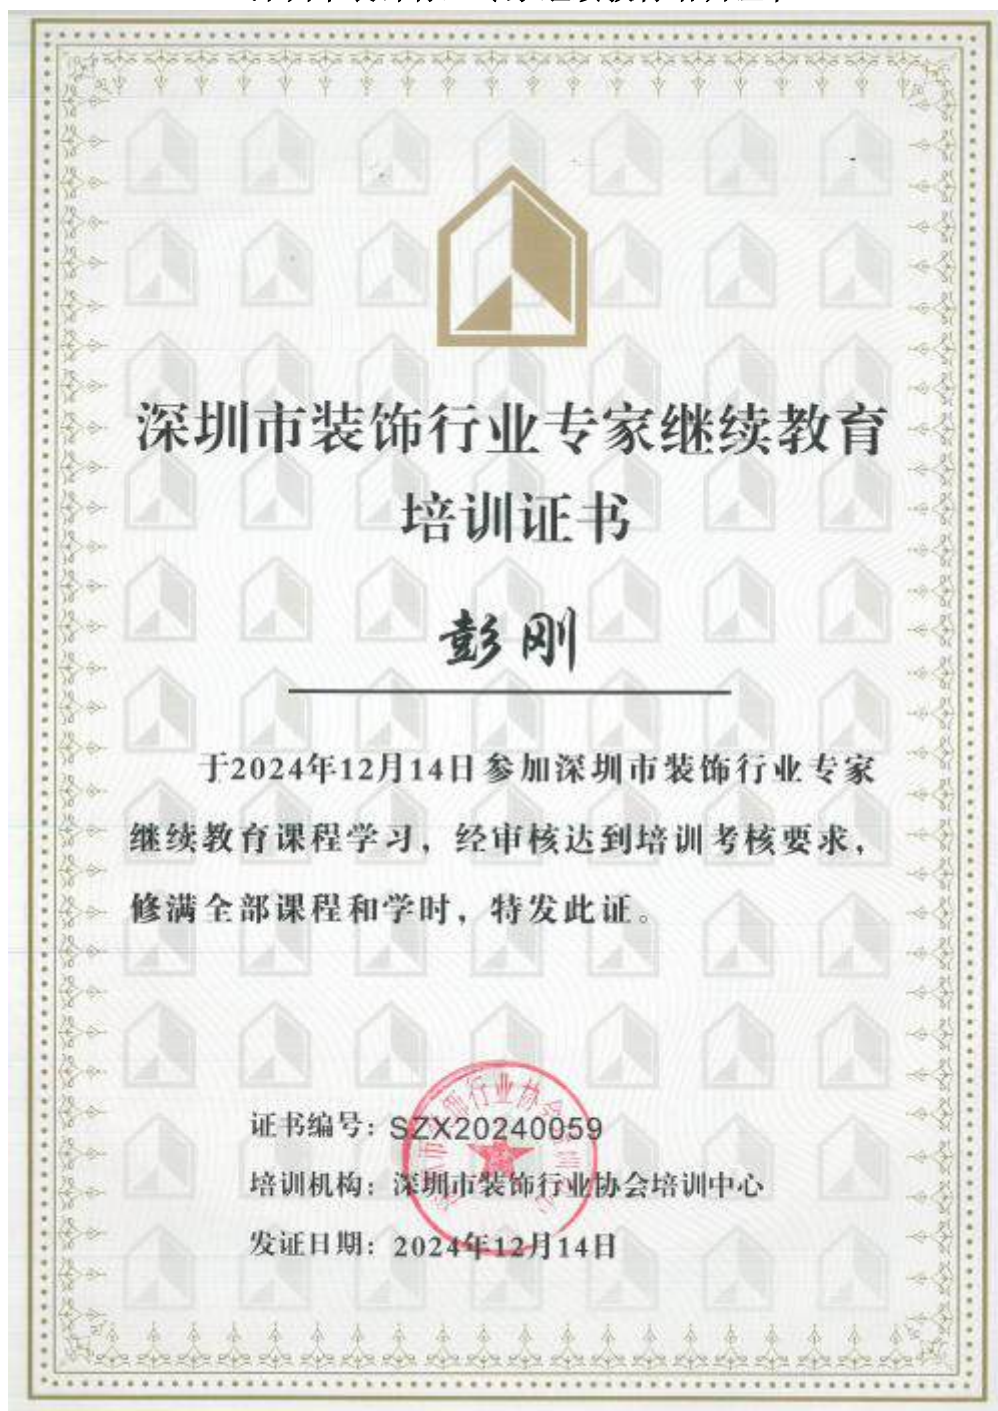 深圳市装饰行业专家继续教育
培训证书
彭刚
于2024年12月14日参加深圳市装饰行业专家
继续教育课程学习，经审核达到培训考核要求，
修满全部课程和学时，特发此证。
证书编号：SZX20240059
培训机构：深圳市装饰行业协会培训中心
发证日期：2024年12月14日